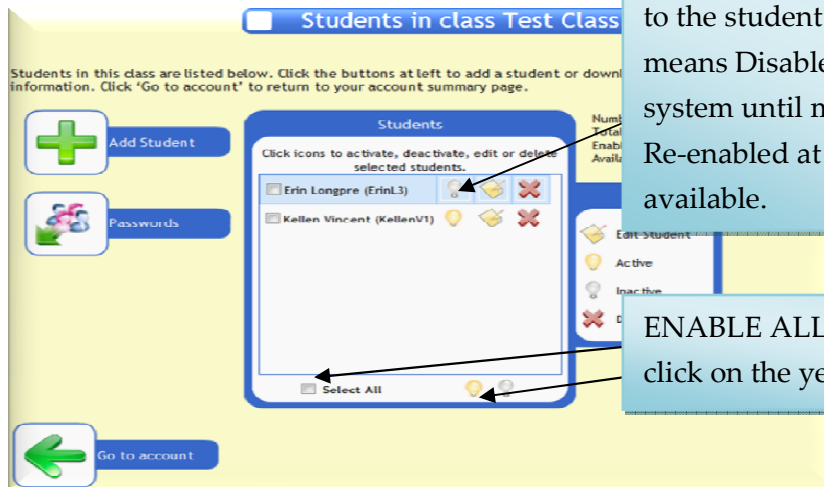 Students in class Test Class
Students in this class are listed below. Click the buttons at left to add a student or downl
information. Click 'Go to account' to return to your account summary page.
Add Student
Passwords
Students
Click icons to activate, deactivate, edit or delete
selected students.
Erin Longpre (ErinL3)
Kellen Vincent (KellenV1)
Select All
Go to account
Numb
Total
Enabl
Availa
Edit Student
Active
Inactive
D
to the student
means Disable
system until m
Re-enabled at
available.
ENABLE ALL
click on the ye